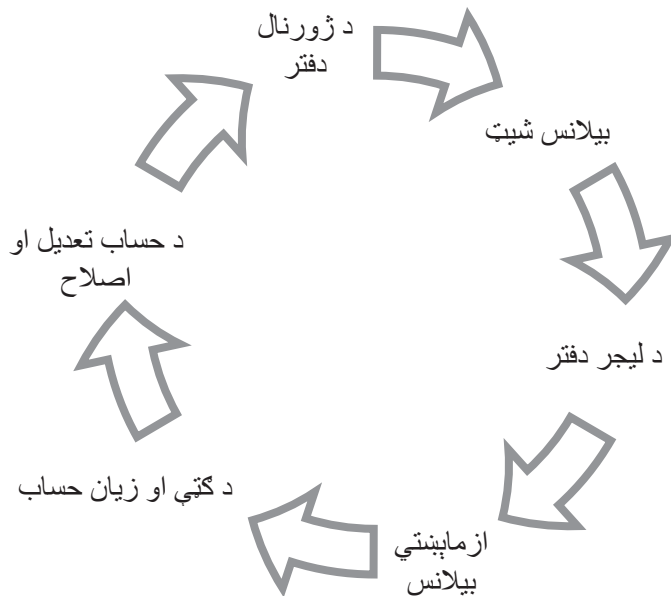 د ژورنال
دفتر
بیلانس شیټ
د لیجر دفتر
ازمایښتي
بیلانس
د ګټې او زیان حساب
د حساب تعدیل او
اصلاح